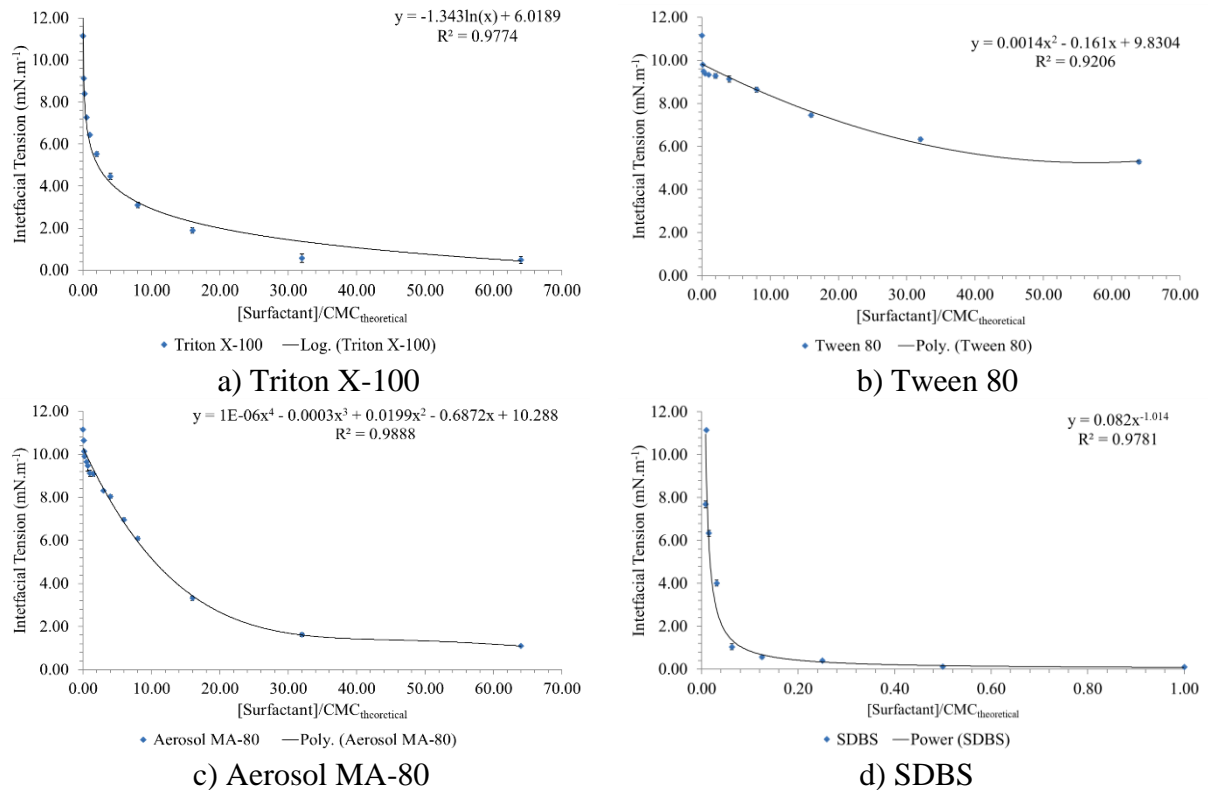 y = -1.343ln(x) + 6.0189
R² = 0.9774
12.00
10.00
8.00
6.00
4.00
2.00
0.00
Intetfacial Tension (mN.m⁻¹)
0.00 10.00 20.00 30.00 40.00 50.00 60.00 70.00
[Surfactant]/CMCtheoretical
Triton X-100 Log. (Triton X-100)
a) Triton X-100
y = 0.0014x² - 0.161x + 9.8304
R² = 0.9206
12.00
10.00
8.00
6.00
4.00
2.00
0.00
Intetfacial Tension (mN.m⁻¹)
0.00 10.00 20.00 30.00 40.00 50.00 60.00 70.00
[Surfactant]/CMCtheoretical
Tween 80 Poly. (Tween 80)
b) Tween 80
y = 1E-06x⁴ - 0.0003x³ + 0.0199x² - 0.6872x + 10.288
R² = 0.9888
12.00
10.00
8.00
6.00
4.00
2.00
0.00
Intetfacial Tension (mN.m⁻¹)
0.00 10.00 20.00 30.00 40.00 50.00 60.00 70.00
[Surfactant]/CMCtheoretical
Aerosol MA-80 Poly. (Aerosol MA-80)
c) Aerosol MA-80
y = 0.082x⁻¹·⁰¹⁴
R² = 0.9781
12.00
10.00
8.00
6.00
4.00
2.00
0.00
Intetfacial Tension (mN.m⁻¹)
0.00 0.20 0.40 0.60 0.80 1.00
[Surfactant]/CMCtheoretical
SDBS Power (SDBS)
d) SDBS